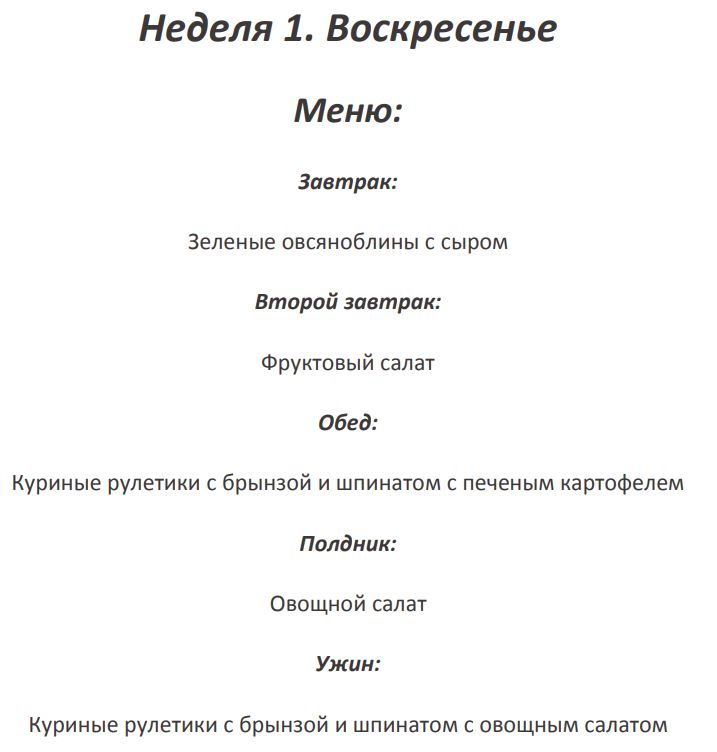 Неделя 1. Воскресенье
Меню:
Завтрак:
Зеленые овсяноблины с сыром
Второй завтрак:
Фруктовый салат
Обед:
Куриные рулетики с брынзой и шпинатом с печеным картофелем
Полдник:
Овощной салат
Ужин:
Куриные рулетики с брынзой и шпинатом с овощным салатом